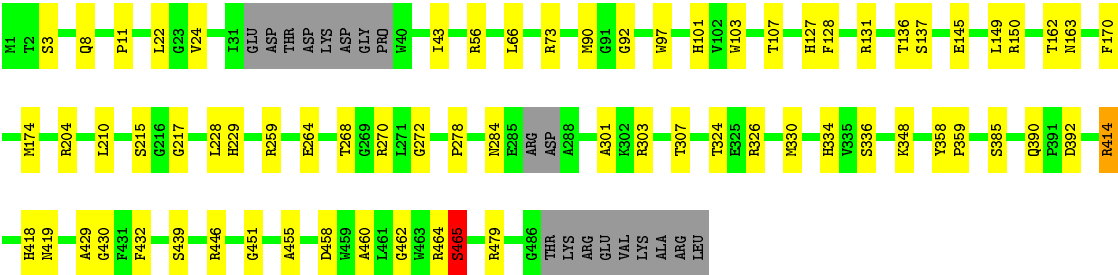 M1 T2 S3 Q8 P11 L22 G23 V24 I31 GLU ASP THR ASP LYS ASP GLY PRO W40 I43 R56 L66 R73 M90 G91 G92 W97 H101 V102 W103 T107 H127 F128 R131 T136 S137 E145 L149 R150 T162 N163 F170
M174 R204 L210 S215 G216 G217 L228 H229 R259 E264 T268 G269 R270 L271 G272 P278 N284 E285 ARG ASP A288 A301 K302 R303 T307 T324 E325 R326 M330 H334 V335 S336 K348 Y358 P359 S385 Q390 P391 D392 R414
H418 N419 A429 G430 F431 F432 S439 R446 G451 A455 D458 W459 A460 L461 G462 W463 R464 S465 R479 G486 THR LYS ARG GLU VAL LYS ALA ARG LEU